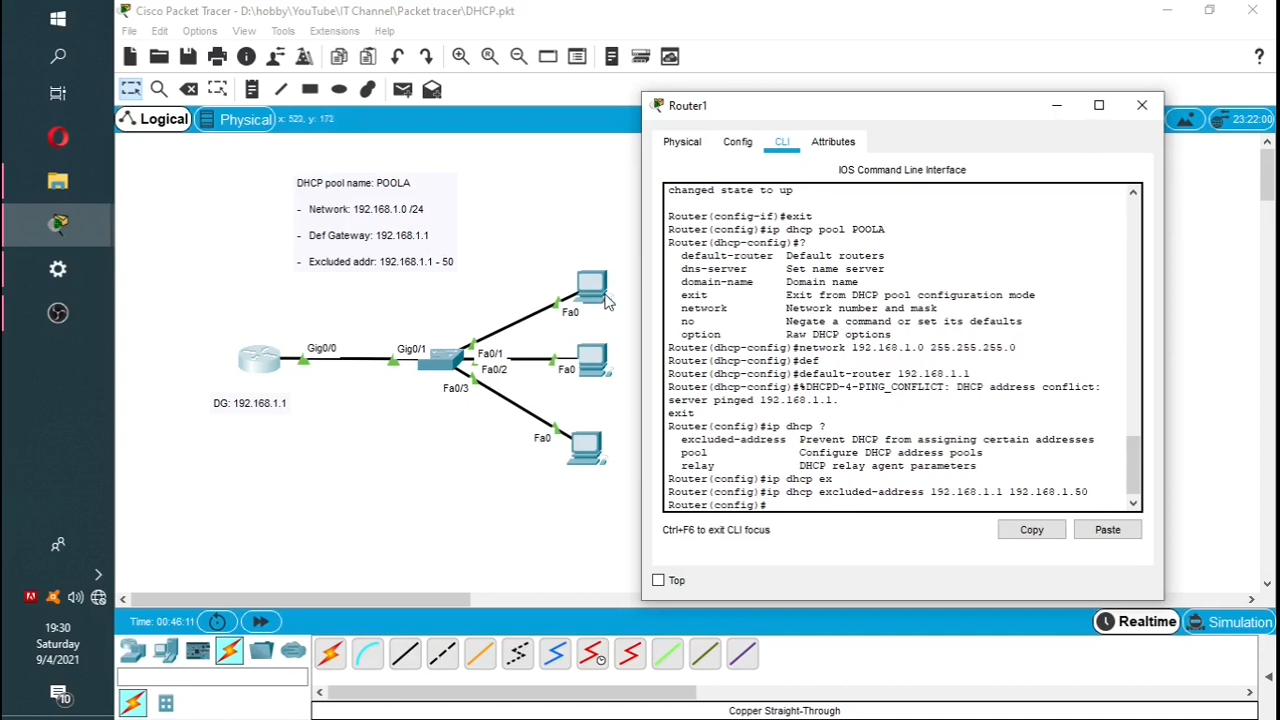 Cisco Packet Tracer - D:\hobby\YouTube\IT Channel\Packet tracer\DHCP.pkt
File Edit Options View Tools Extensions Help
?
Logical
Physical
x: 523, y: 173
23:22:00
DHCP pool name: POOLA
- Network: 192.168.1.0 /24
- Def Gateway: 192.168.1.1
- Excluded addr: 192.168.1.1 - 50
Fa0
Gig0/0
Gig0/1
Fa0/1
Fa0/2
Fa0
Fa0/3
DG: 192.168.1.1
Fa0
Router1
Physical Config CLI Attributes
IOS Command Line Interface
changed state to up
Router(config-if)#exit
Router(config)#ip dhcp pool POOLA
Router(dhcp-config)#?
default-router Default routers
dns-server Set name server
domain-name Domain name
exit Exit from DHCP pool configuration mode
network Network number and mask
no Negate a command or set its defaults
option Raw DHCP options
Router(dhcp-config)#network 192.168.1.0 255.255.255.0
Router(dhcp-config)#def
Router(dhcp-config)#default-router 192.168.1.1
Router(dhcp-config)#%DHCPD-4-PING_CONFLICT: DHCP address conflict:
server pinged 192.168.1.1.
exit
Router(config)#ip dhcp ?
excluded-address Prevent DHCP from assigning certain addresses
pool Configure DHCP address pools
relay DHCP relay agent parameters
Router(config)#ip dhcp ex
Router(config)#ip dhcp excluded-address 192.168.1.1 192.168.1.50
Router(config)#
Ctrl+F6 to exit CLI focus
Copy
Paste
Top
Time: 00:46:11
Realtime
Simulation
Copper Straight-Through
19:30
Saturday
9/4/2021
10